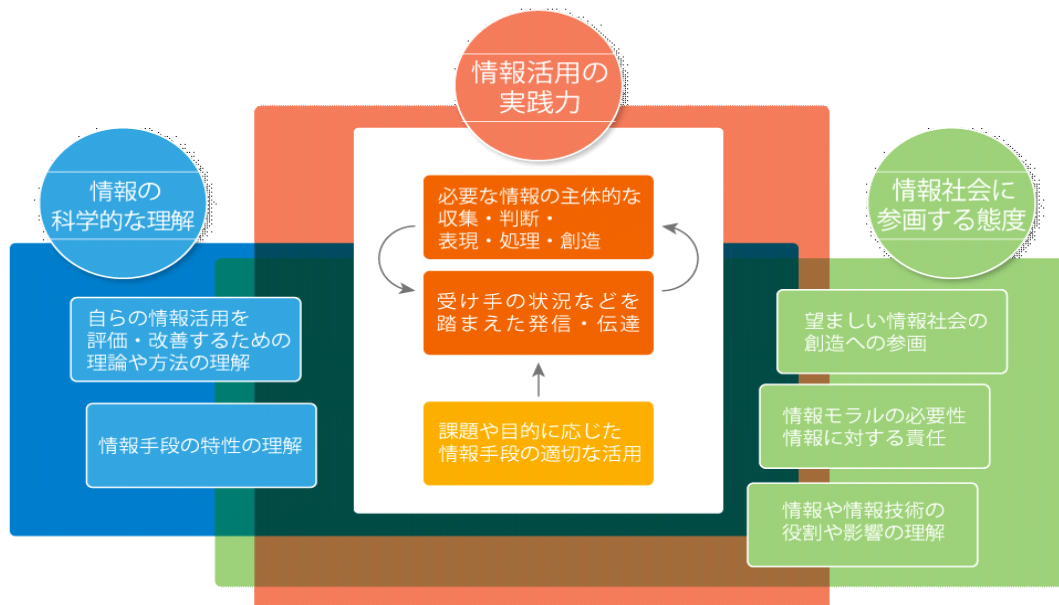 情報活用の
実践力
情報の
科学的な理解
情報社会に
参画する態度
必要な情報の主体的な
収集・判断・
表現・処理・創造
受け手の状況などを
踏まえた発信・伝達
課題や目的に応じた
情報手段の適切な活用
自らの情報活用を
評価・改善するための
理論や方法の理解
情報手段の特性の理解
望ましい情報社会の
創造への参画
情報モラルの必要性
情報に対する責任
情報や情報技術の
役割や影響の理解